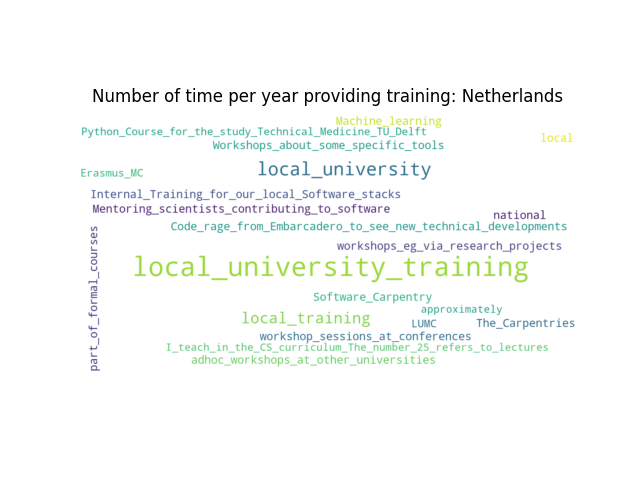 Number of time per year providing training: Netherlands
Machine_learning
Python_Course_for_the_study_Technical_Medicine_TU_Delft
local
Workshops_about_some_specific_tools
local_university
Erasmus_MC
Internal_Training_for_our_local_Software_stacks
Mentoring_scientists_contributing_to_software
national
Code_rage_from_Embarcadero_to_see_new_technical_developments
part_of_formal_courses
workshops_eg_via_research_projects
local_university_training
Software_Carpentry
approximately
local_training
LUMC
The_Carpentries
workshop_sessions_at_conferences
I_teach_in_the_CS_curriculum_The_number_25_refers_to_lectures
adhoc_workshops_at_other_universities